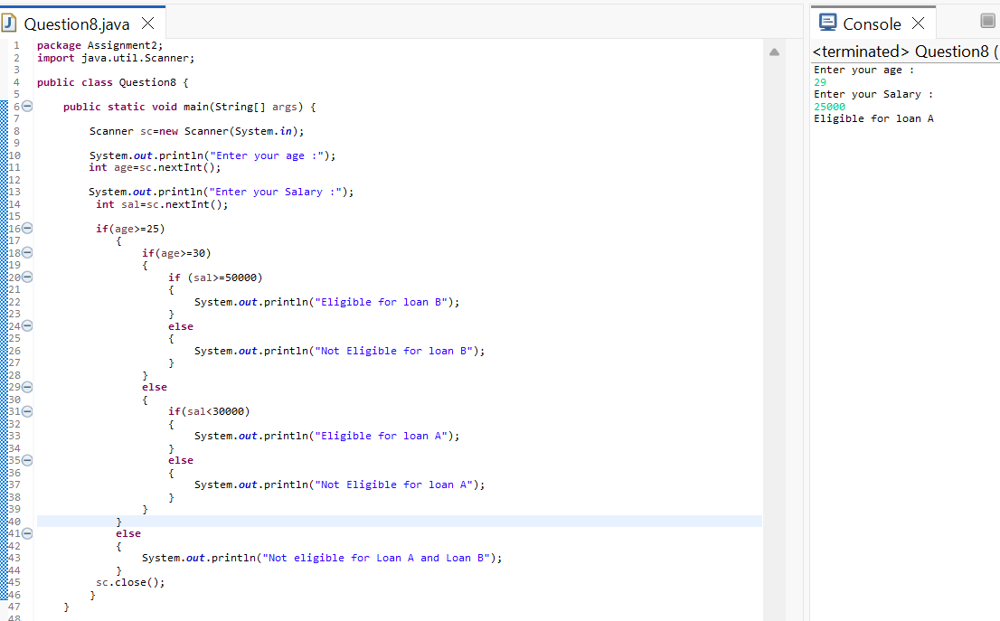 Question8.java
1 package Assignment2;
2 import java.util.Scanner;
3
4 public class Question8 {
5
6 public static void main(String[] args) {
7
8 Scanner sc=new Scanner(System.in);
9
10 System.out.println("Enter your age :");
11 int age=sc.nextInt();
12
13 System.out.println("Enter your Salary :");
14 int sal=sc.nextInt();
15
16 if(age>=25)
17 {
18 if(age>=30)
19 {
20 if (sal>=50000)
21 {
22 System.out.println("Eligible for loan B");
23 }
24 else
25 {
26 System.out.println("Not Eligible for loan B");
27 }
28 }
29 else
30 {
31 if(sal<30000)
32 {
33 System.out.println("Eligible for loan A");
34 }
35 else
36 {
37 System.out.println("Not Eligible for loan A");
38 }
39 }
40 }
41 else
42 {
43 System.out.println("Not eligible for Loan A and Loan B");
44 }
45 sc.close();
46 }
47 }
48
Console
<terminated> Question8 (
Enter your age :
29
Enter your Salary :
25000
Eligible for loan A